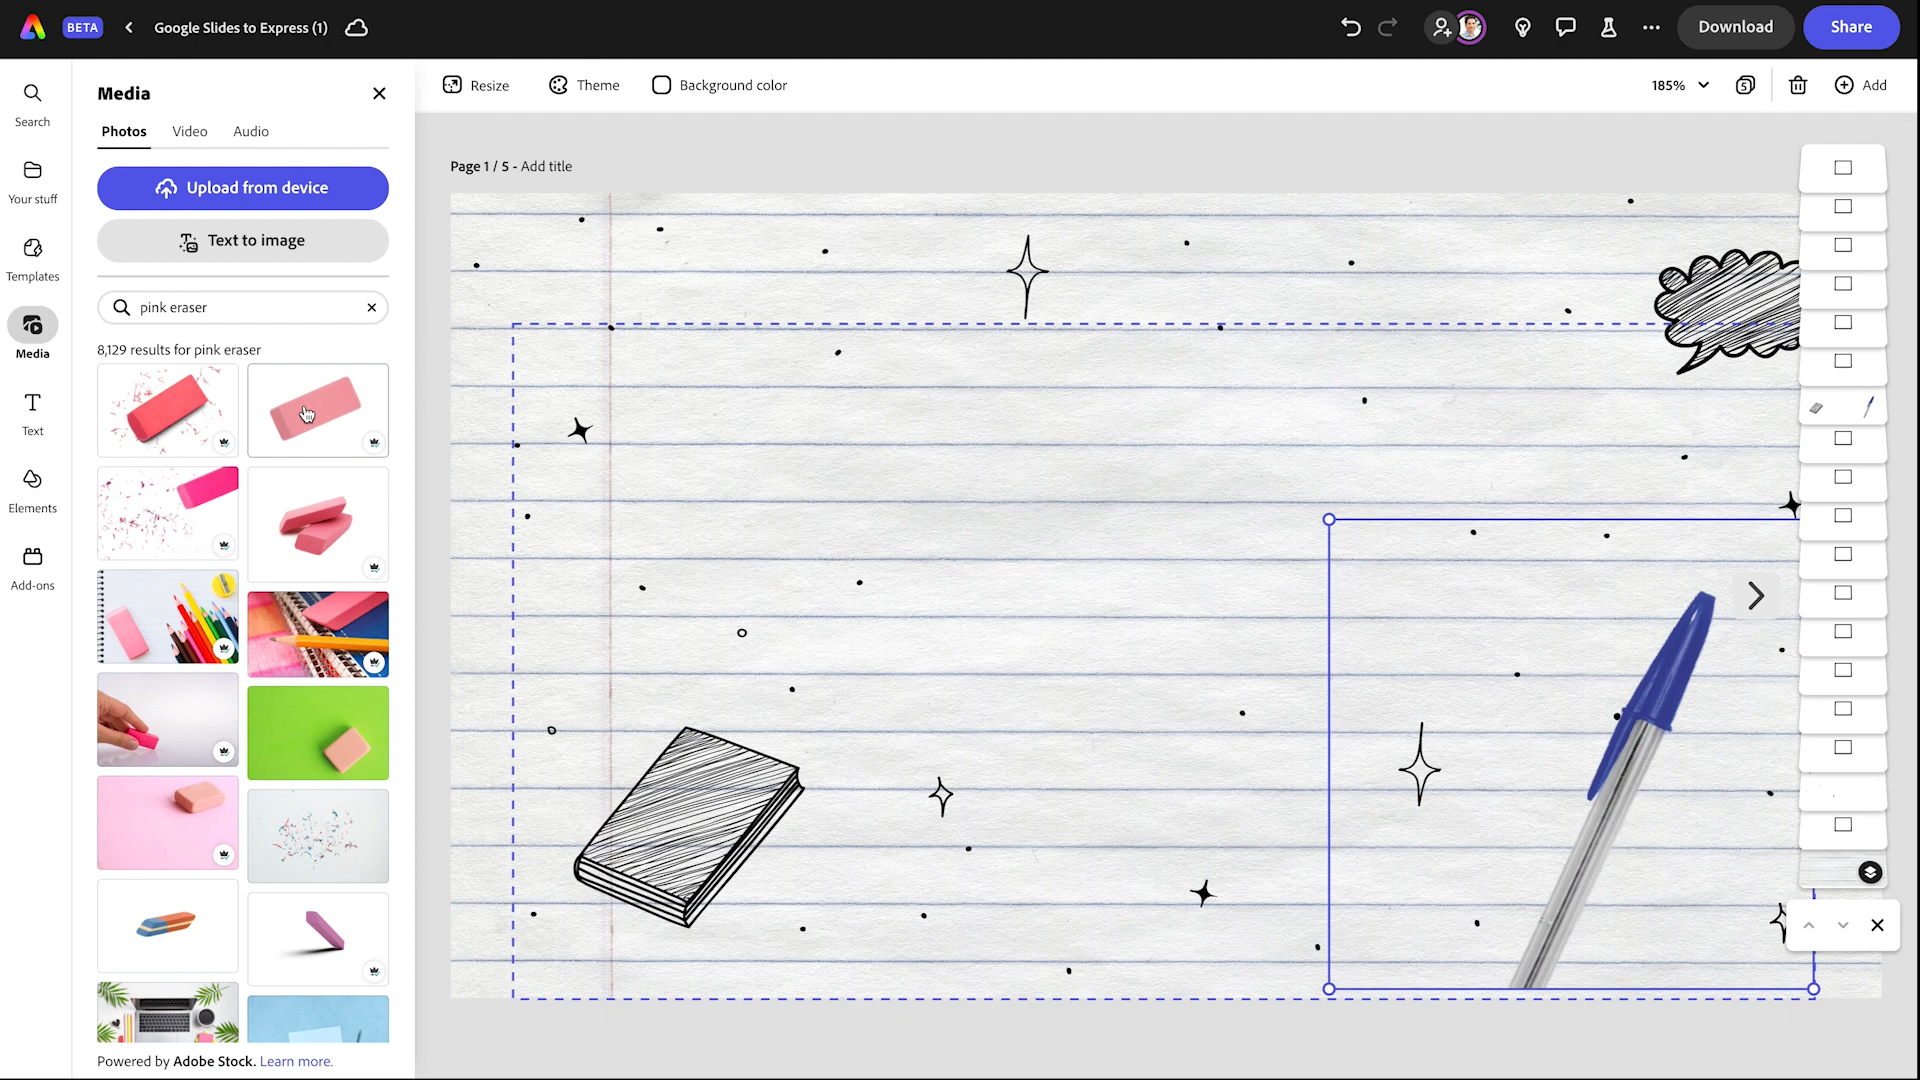 BETA
Google Slides to Express (1)
Download
Share
Search
Your stuff
Templates
Media
Text
Elements
Add-ons
Media
Photos
Video
Audio
Upload from device
Text to image
pink eraser
8,129 results for pink eraser
Powered by Adobe Stock. Learn more.
Resize
Theme
Background color
185%
5
Add
Page 1 / 5 - Add title